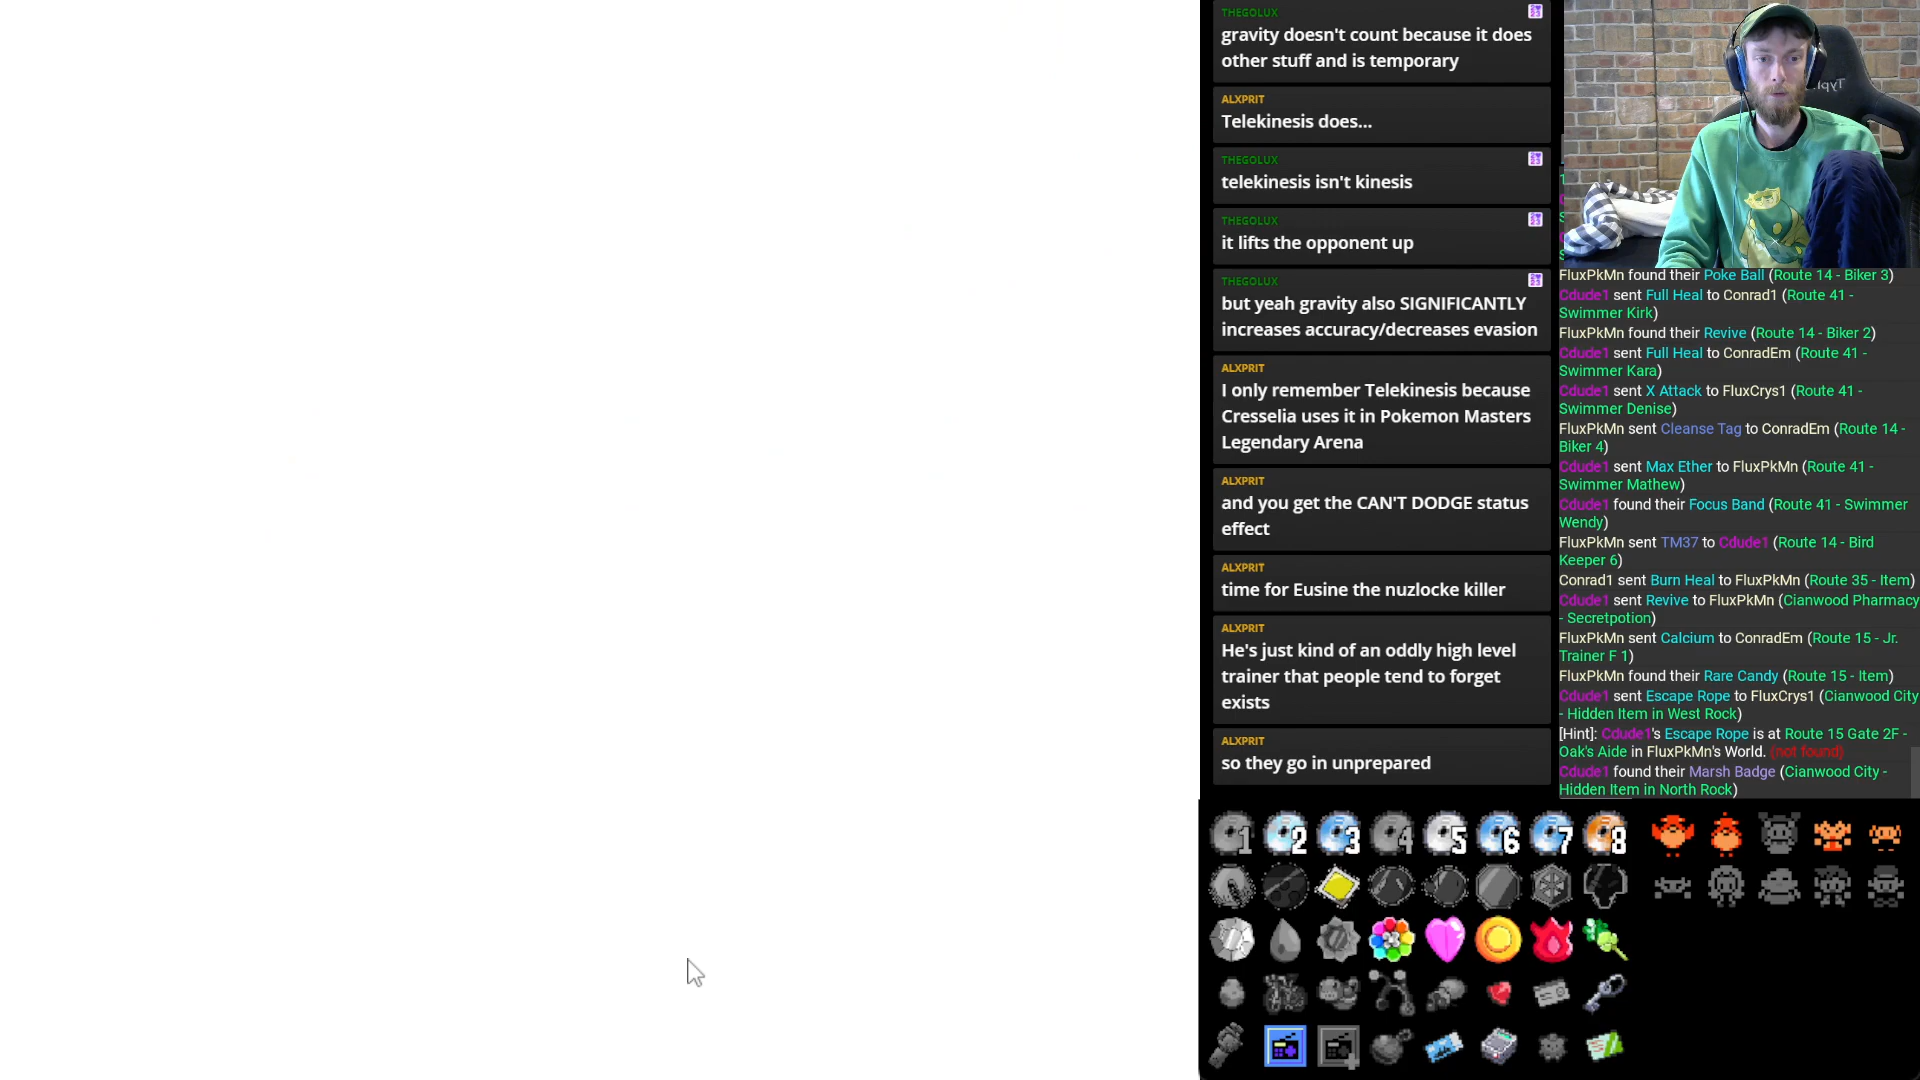 THEGOLUX
gravity doesn't count because it does
other stuff and is temporary
ALXPRIT
Telekinesis does...
THEGOLUX
telekinesis isn't kinesis
THEGOLUX
it lifts the opponent up
THEGOLUX
but yeah gravity also SIGNIFICANTLY
increases accuracy/decreases evasion
ALXPRIT
I only remember Telekinesis because
Cresselia uses it in Pokemon Masters
Legendary Arena
ALXPRIT
and you get the CAN'T DODGE status
effect
ALXPRIT
time for Eusine the nuzlocke killer
ALXPRIT
He's just kind of an oddly high level
trainer that people tend to forget
exists
ALXPRIT
so they go in unprepared
FluxPkMn found their Poke Ball (Route 14 - Biker 3)
Cdude1 sent Full Heal to Conrad1 (Route 41 -
Swimmer Kirk)
FluxPkMn found their Revive (Route 14 - Biker 2)
Cdude1 sent Full Heal to ConradEm (Route 41 -
Swimmer Kara)
Cdude1 sent X Attack to FluxCrys1 (Route 41 -
Swimmer Denise)
FluxPkMn sent Cleanse Tag to ConradEm (Route 14 -
Biker 4)
Cdude1 sent Max Ether to FluxPkMn (Route 41 -
Swimmer Mathew)
Cdude1 found their Focus Band (Route 41 - Swimmer
Wendy)
FluxPkMn sent TM37 to Cdude1 (Route 14 - Bird
Keeper 6)
Conrad1 sent Burn Heal to FluxPkMn (Route 35 - Item)
Cdude1 sent Revive to FluxPkMn (Cianwood Pharmacy
- Secretpotion)
FluxPkMn sent Calcium to ConradEm (Route 15 - Jr.
Trainer F 1)
FluxPkMn found their Rare Candy (Route 15 - Item)
Cdude1 sent Escape Rope to FluxCrys1 (Cianwood City
- Hidden Item in West Rock)
[Hint]: Cdude1's Escape Rope is at Route 15 Gate 2F -
Oak's Aide in FluxPkMn's World. (not found)
Cdude1 found their Marsh Badge (Cianwood City -
Hidden Item in North Rock)
1 2 3 4 5 6 7 8